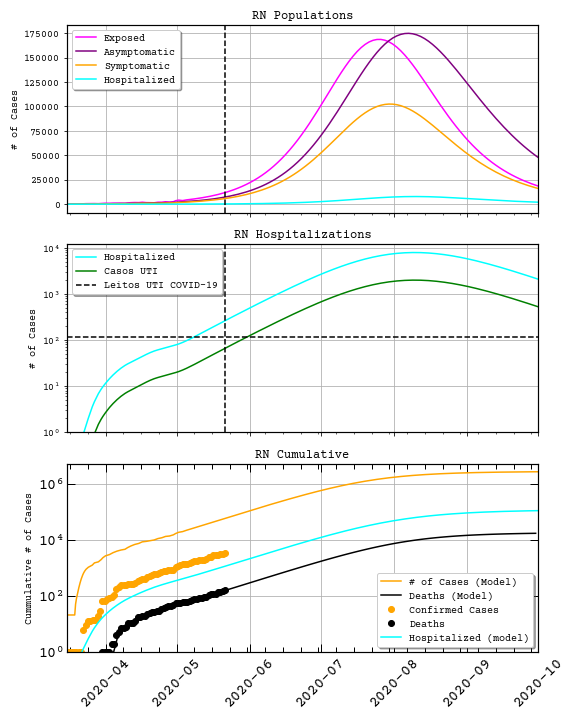 RN Populations
# of Cases
175000
150000
125000
100000
75000
50000
25000
0
Exposed
Asymptomatic
Symptomatic
Hospitalized
RN Hospitalizations
# of Cases
10⁴
10³
10²
10¹
10⁰
Hospitalized
Casos UTI
Leitos UTI COVID-19
RN Cumulative
Cummulative # of Cases
10⁶
10⁴
10²
10⁰
# of Cases (Model)
Deaths (Model)
Confirmed Cases
Deaths
Hospitalized (model)
2020-04
2020-05
2020-06
2020-07
2020-08
2020-09
2020-10